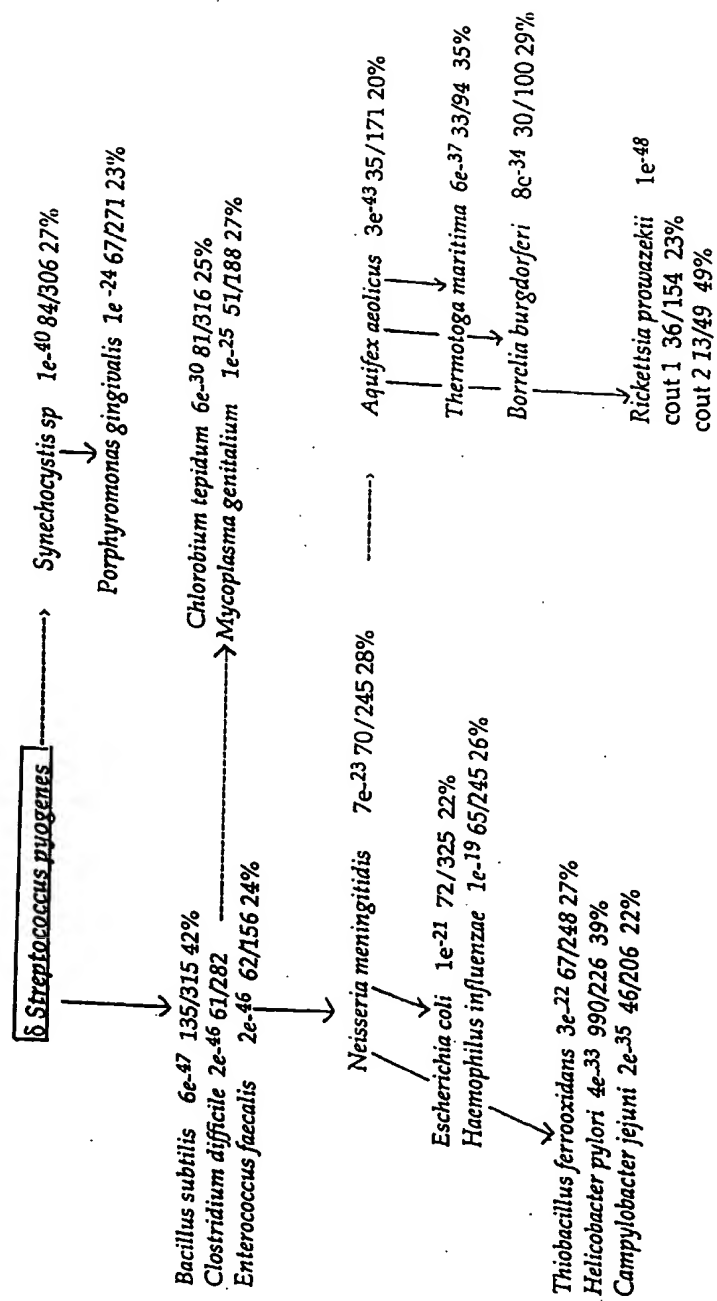 δ Streptococcus pyogenes
Synechocystis sp 1e-40 84/306 27%
Porphyromonas gingivalis 1e -24 67/271 23%
Bacillus subtilis 6e-47 135/315 42%
Clostridium difficile 2e-46 61/282
Enterococcus faecalis 2e-46 62/156 24%
Chlorobium tepidum 6e-30 81/316 25%
Mycoplasma genitalium 1e-25 51/188 27%
Neisseria meningitidis 7e-23 70/245 28%
Escherichia coli 1e-21 72/325 22%
Haemophilus influenzae 1e-19 65/245 26%
Thiobacillus ferrooxidans 3e-22 67/248 27%
Helicobacter pylori 4e-33 990/226 39%
Campylobacter jejuni 2e-35 46/206 22%
Aquifex aeolicus 3e-43 35/171 20%
Thermotoga maritima 6e-37 33/94 35%
Borrelia burgdorferi 8c-34 30/100 29%
Rickettsia prowazekii 1e-48
cout 1 36/154 23%
cout 2 13/49 49%